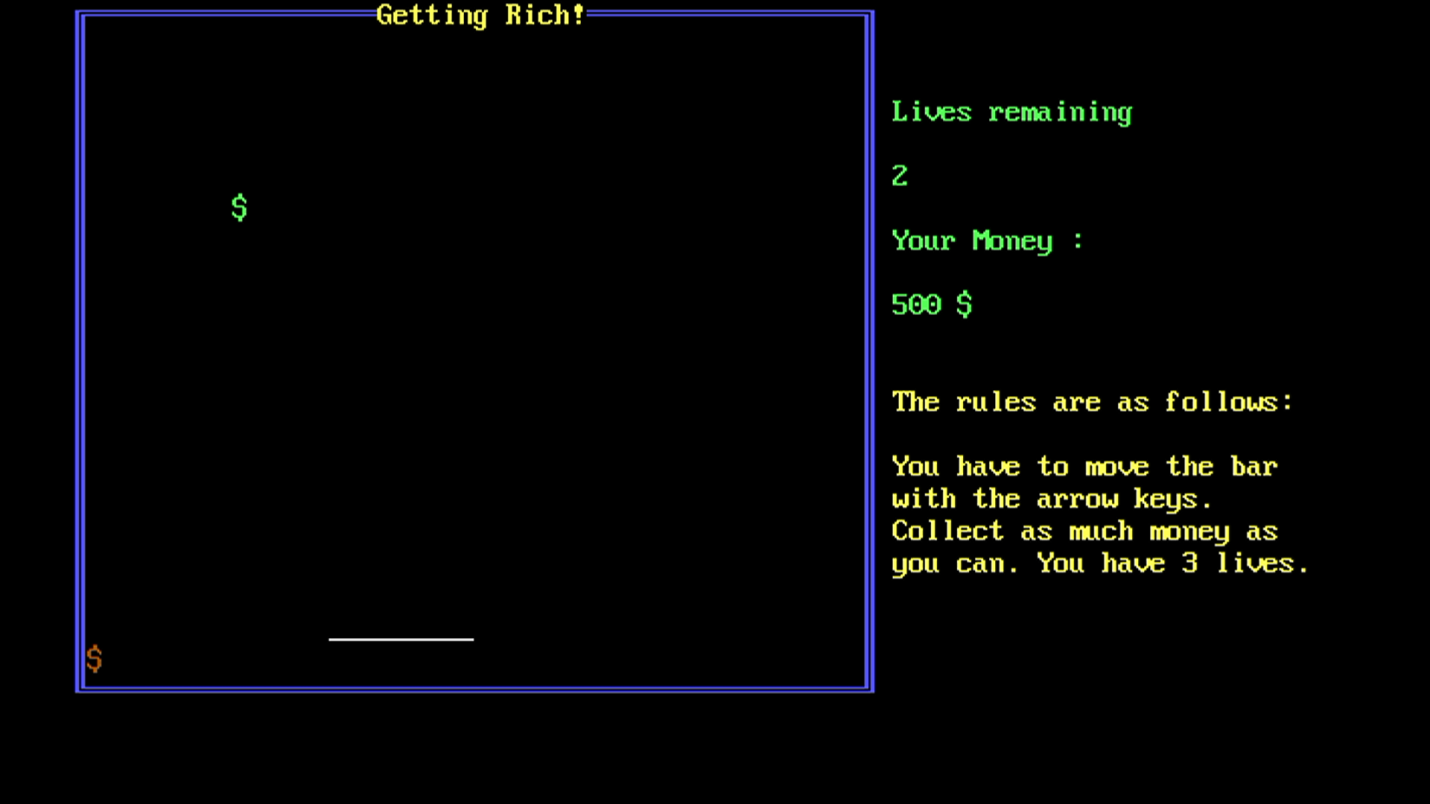 Getting Rich!
Lives remaining
2
$
Your Money :
500 $
The rules are as follows:
You have to move the bar
with the arrow keys.
Collect as much money as
you can. You have 3 lives.
$